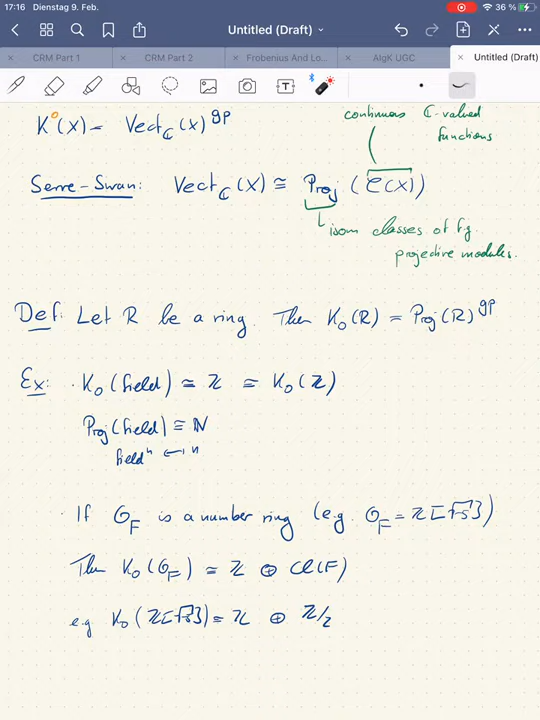 17:16 Dienstag 9. Feb. 36 %
Untitled (Draft)
CRM Part 1
CRM Part 2
Frobenius And Lo...
AlgK UGC
Untitled (Draft)
continuous ℂ-valued
functions
K⁰(X) = Vect_ℂ(X)^gp
Serre-Swan: Vect_ℂ(X) ≅ Proj (𝒞(X))
isom classes of f.g.
projective modules.
Def: Let R be a ring. Then K₀(R) = Proj(R)^gp
Ex: · K₀(field) ≅ ℤ ≅ K₀(ℤ)
Proj(field) ≅ ℕ
fieldⁿ ↤ n
· If 𝒪_F is a number ring (e.g. 𝒪_F = ℤ[√-5])
Then K₀(𝒪_F) ≅ ℤ ⊕ Cl(F)
e.g K₀(ℤ[√-5]) = ℤ ⊕ ℤ/2